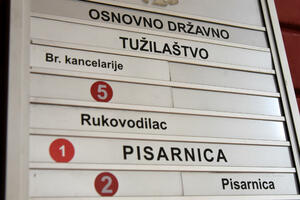 OSNOVNO DRŽAVNO
TUŽILAŠTVO
Br. kancelarije
5
Rukovodilac
1 PISARNICA
2 Pisarnica